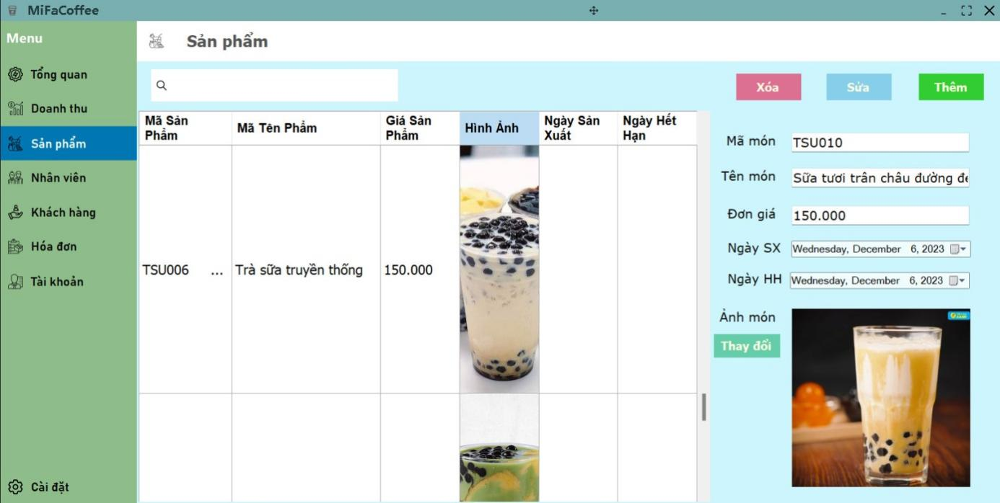 MiFaCoffee
Menu
Tổng quan
Doanh thu
Sản phẩm
Nhân viên
Khách hàng
Hóa đơn
Tài khoản
Cài đặt
Sản phẩm
Xóa
Sửa
Thêm
Mã Sản
Phẩm
Mã Tên Phẩm
Giá Sản
Phẩm
Hình Ảnh
Ngày Sản
Xuất
Ngày Hết
Hạn
TSU006 ...
Trà sữa truyền thống
150.000
Mã món
TSU010
Tên món
Sữa tươi trân châu đường đe
Đơn giá
150.000
Ngày SX
Wednesday, December 6, 2023
Ngày HH
Wednesday, December 6, 2023
Ảnh món
Thay đổi